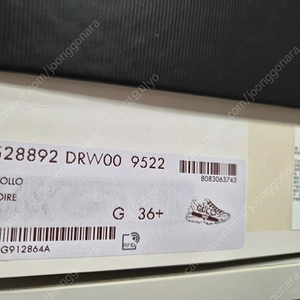 528892 DRW00 9522
8083063743
OLLO
OIRE
G 36+
G912864A